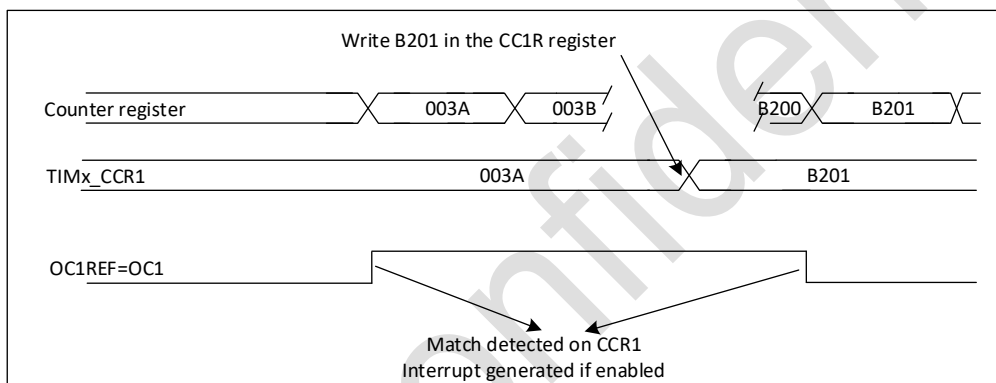 Write B201 in the CC1R register
Counter register 003A 003B B200 B201
TIMx_CCR1 003A B201
OC1REF=OC1
Match detected on CCR1
Interrupt generated if enabled
onfiden